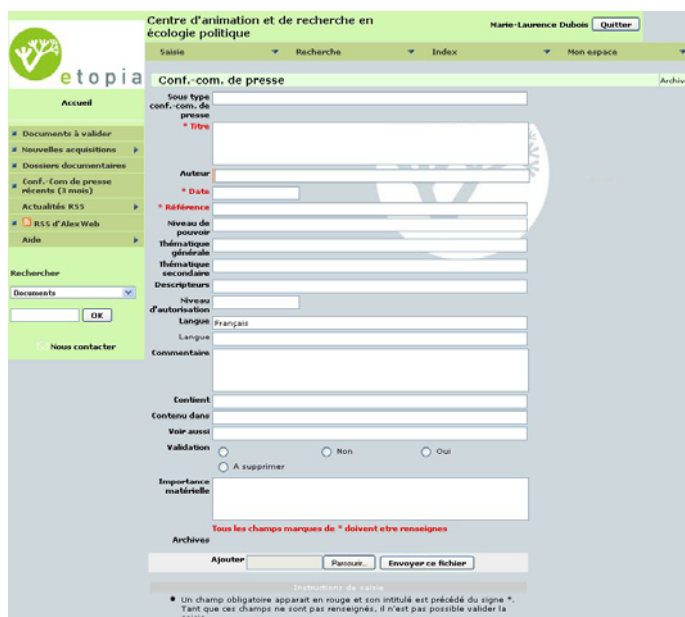 Centre d'animation et de recherche en
écologie politique
Marie-Laurence Dubois
Quitter
Saisie
Recherche
Index
Mon espace
etopia
Conf.-com. de presse
Archiv
Accueil
Documents à valider
Nouvelles acquisitions
Dossiers documentaires
Conf.-Com de presse
récents (3 mois)
Actualités RSS
RSS d'AlexWeb
Aide
Rechercher
Documents
OK
Nous contacter
Sous type
conf.-com. de
presse
* Titre
Auteur
* Date
* Référence
Niveau de
pouvoir
Thématique
générale
Thématique
secondaire
Descripteurs
Niveau
d'autorisation
Langue Français
Langue
Commentaire
Contient
Contenu dans
Voir aussi
Validation
Non
Oui
A supprimer
Importance
matérielle
Tous les champs marques de * doivent etre renseignes
Archives
Ajouter
Parcourir...
Envoyer ce fichier
Instructions de saisie
Un champ obligatoire apparait en rouge et son intitulé est précédé du signe *.
Tant que ces champs ne sont pas renseignés, il n'est pas possible valider la
saisie.